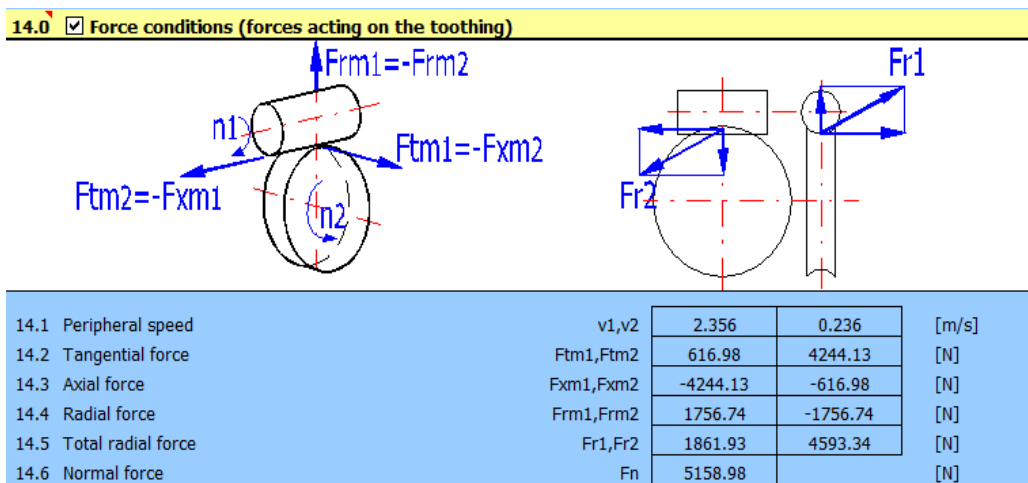 14.0 Force conditions (forces acting on the toothing)
Frm1=-Frm2
n1
Ftm1=-Fxm2
Ftm2=-Fxm1
n2
Fr1
Fr2
14.1 Peripheral speed v1,v2 2.356 0.236 [m/s]
14.2 Tangential force Ftm1,Ftm2 616.98 4244.13 [N]
14.3 Axial force Fxm1,Fxm2 -4244.13 -616.98 [N]
14.4 Radial force Frm1,Frm2 1756.74 -1756.74 [N]
14.5 Total radial force Fr1,Fr2 1861.93 4593.34 [N]
14.6 Normal force Fn 5158.98 [N]